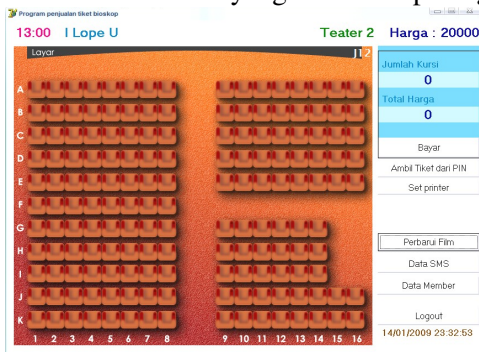 Program penjualan tiket bioskop
13:00 I Lope U Teater 2 Harga : 20000
Layar J12
Jumlah Kursi
0
Total Harga
0
Bayar
Ambil Tiket dari PIN
Set printer
Perbarui Film
Data SMS
Data Member
Logout
14/01/2009 23:32:53
A
B
C
D
E
F
G
H
I
J
K
1 2 3 4 5 6 7 8 9 10 11 12 13 14 15 16